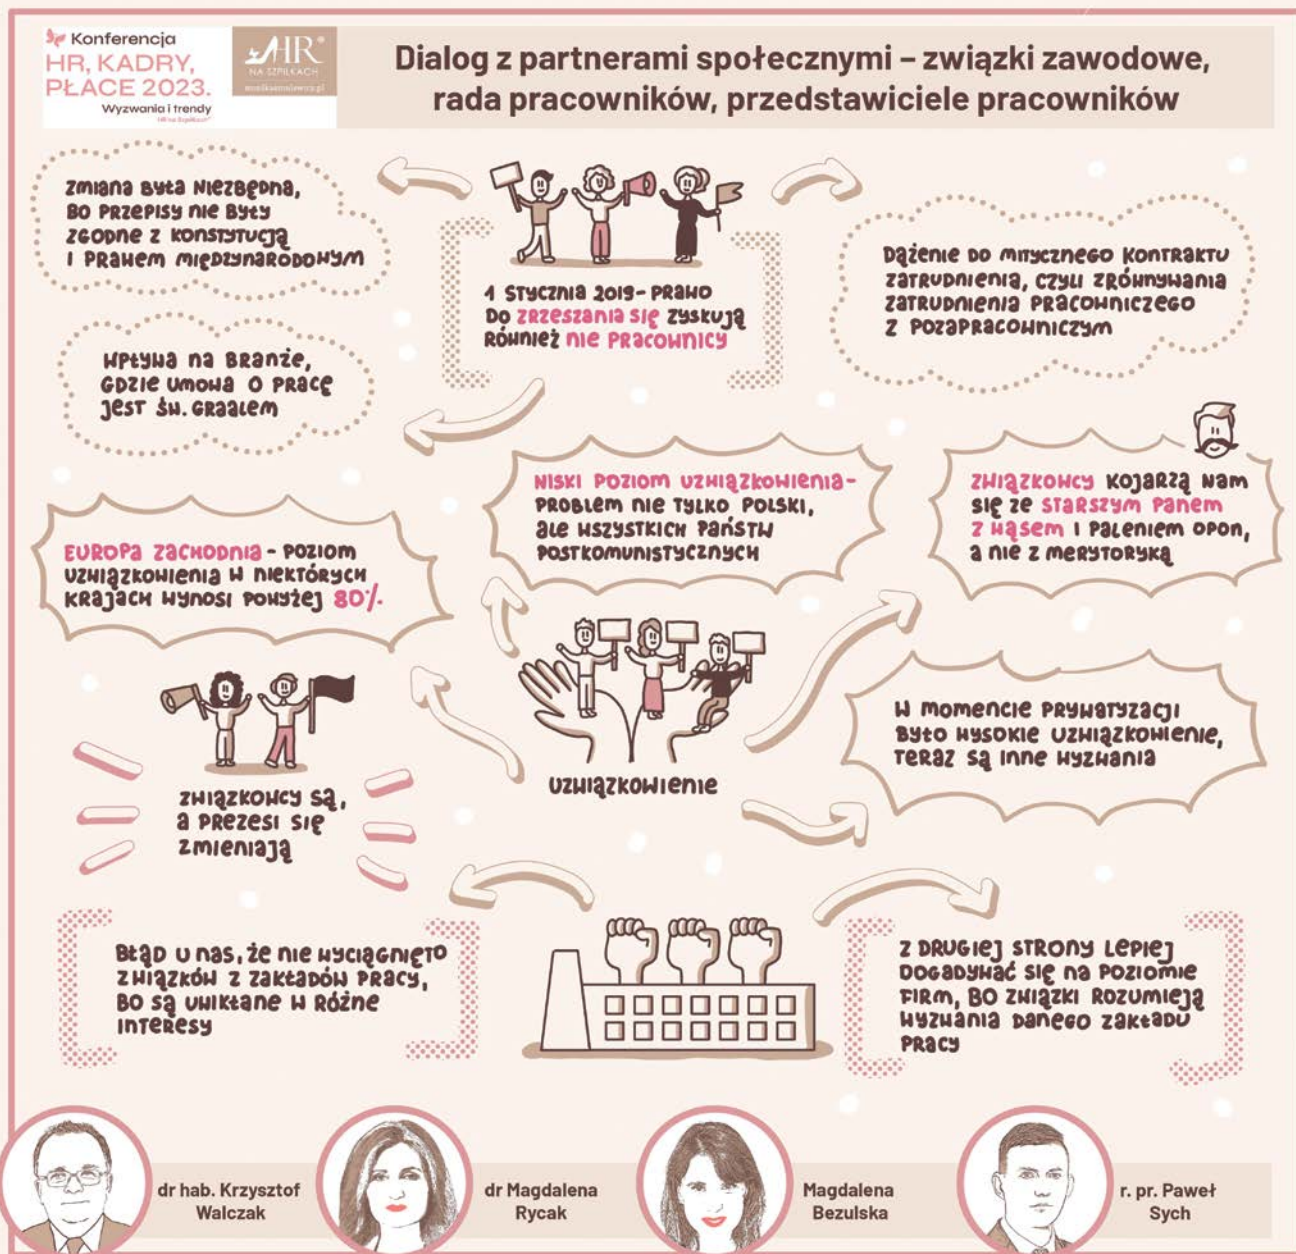 Konferencja
HR, KADRY,
PŁACE 2023.
Wyzwania i trendy
HR na Szpilkach
HR®
NA SZPILKACH
Dialog z partnerami społecznymi – związki zawodowe,
rada pracowników, przedstawiciele pracowników
Zmiana była niezbędna,
bo przepisy nie były
zgodne z konstytucją
i prawem międzynarodowym
1 stycznia 2019 - prawo
do zrzeszania się zyskują
również nie pracownicy
Dążenie do mitycznego kontraktu
zatrudnienia, czyli zrównywania
zatrudnienia pracowniczego
z pozapracowniczym
Wpływa na branże,
gdzie umowa o pracę
jest św. Graalem
Niski poziom uzwiązkowienia -
problem nie tylko Polski,
ale wszystkich państw
postkomunistycznych
Związkowcy kojarzą nam
się ze starszym panem
z wąsem i paleniem opon,
a nie z merytoryką
Europa Zachodnia - poziom
uzwiązkowienia w niektórych
krajach wynosi powyżej 80%.
W momencie prywatyzacji
było wysokie uzwiązkowienie,
teraz są inne wyzwania
Uzwiązkowienie
Związkowcy są,
a prezesi się
zmieniają
Błąd u nas, że nie wyciągnięto
związków z zakładów pracy,
bo są uwikłane w różne
interesy
Z drugiej strony lepiej
dogadywać się na poziomie
firm, bo związki rozumieją
wyzwania danego zakładu
pracy
dr hab. Krzysztof
Walczak
dr Magdalena
Rycak
Magdalena
Bezulska
r. pr. Paweł
Sych